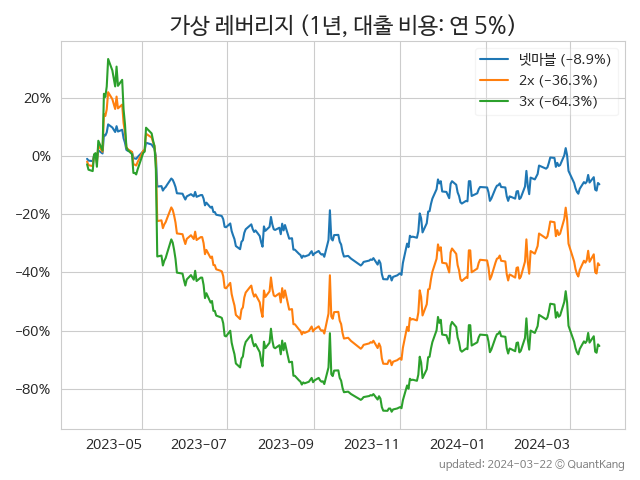 가상 레버리지 (1년, 대출 비용: 연 5%)
넷마블 (−8.9%)
2x (−36.3%)
3x (−64.3%)
20%
0%
−20%
−40%
−60%
−80%
2023-05
2023-07
2023-09
2023-11
2024-01
2024-03
updated: 2024-03-22 © QuantKang